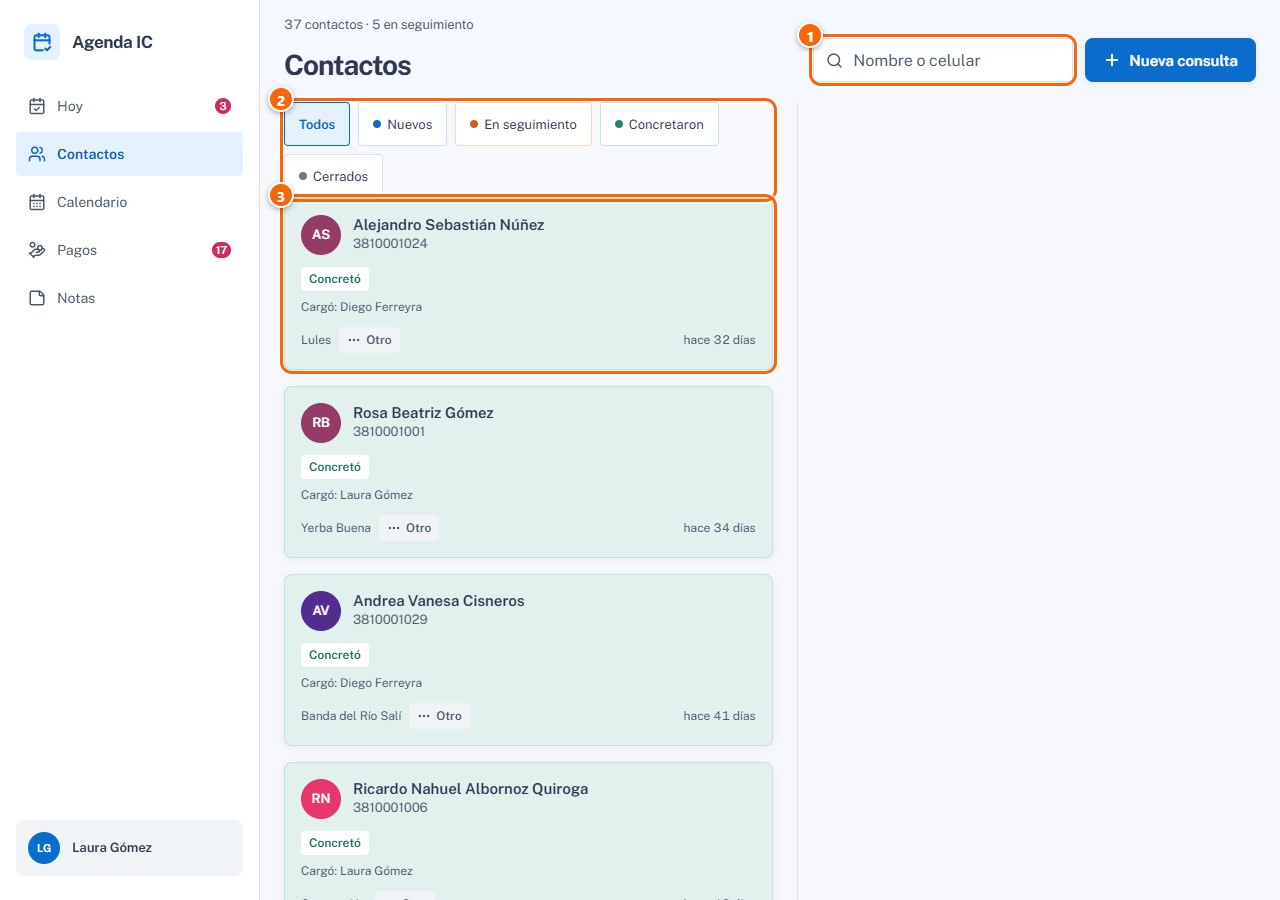 Agenda IC
Hoy 3
Contactos
Calendario
Pagos 17
Notas
LG Laura Gómez
37 contactos · 5 en seguimiento
Contactos
1
Nombre o celular
+ Nueva consulta
2
Todos Nuevos En seguimiento Concretaron
Cerrados
3
AS Alejandro Sebastián Núñez
3810001024
Concretó
Cargó: Diego Ferreyra
Lules ··· Otro hace 32 días
RB Rosa Beatriz Gómez
3810001001
Concretó
Cargó: Laura Gómez
Yerba Buena ··· Otro hace 34 días
AV Andrea Vanesa Cisneros
3810001029
Concretó
Cargó: Diego Ferreyra
Banda del Río Salí ··· Otro hace 41 días
RN Ricardo Nahuel Albornoz Quiroga
3810001006
Concretó
Cargó: Laura Gómez